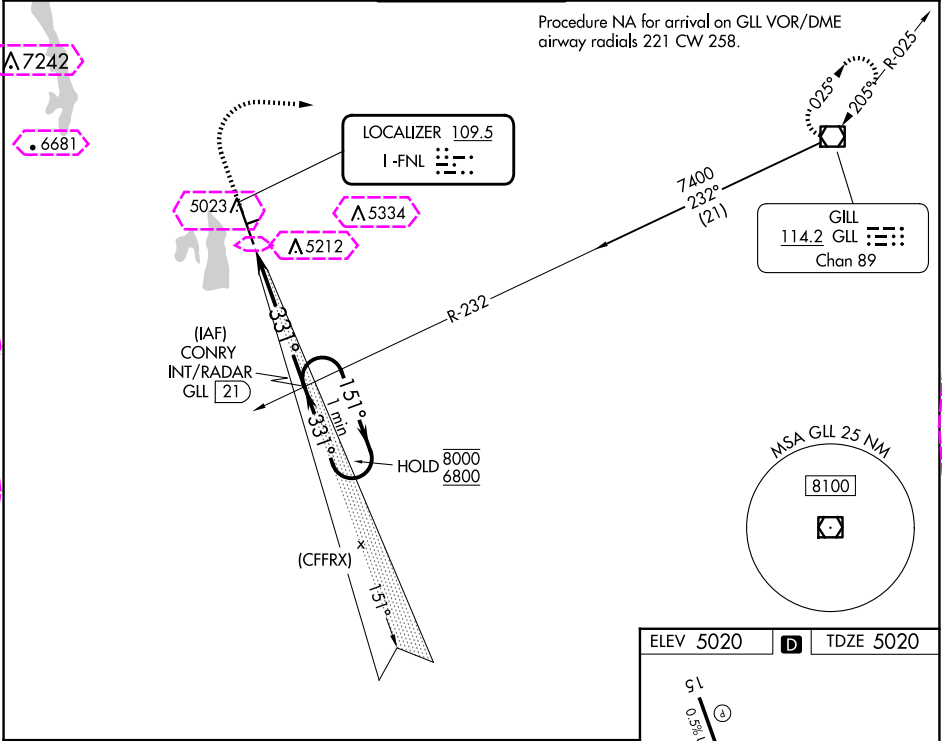 Procedure NA for arrival on GLL VOR/DME
airway radials 221 CW 258.
7242
6681
LOCALIZER 109.5
I-FNL
5023
5334
5212
R-025
025°
205°
7400
232°
(21)
GILL
114.2 GLL
Chan 89
R-232
(IAF)
CONRY
INT/RADAR
GLL 21
331°
151°
1 min
331°
HOLD 8000
6800
(CFFRX)
x
151°
MSA GLL 25 NM
8100
ELEV 5020 D TDZE 5020
15
0.5%
P